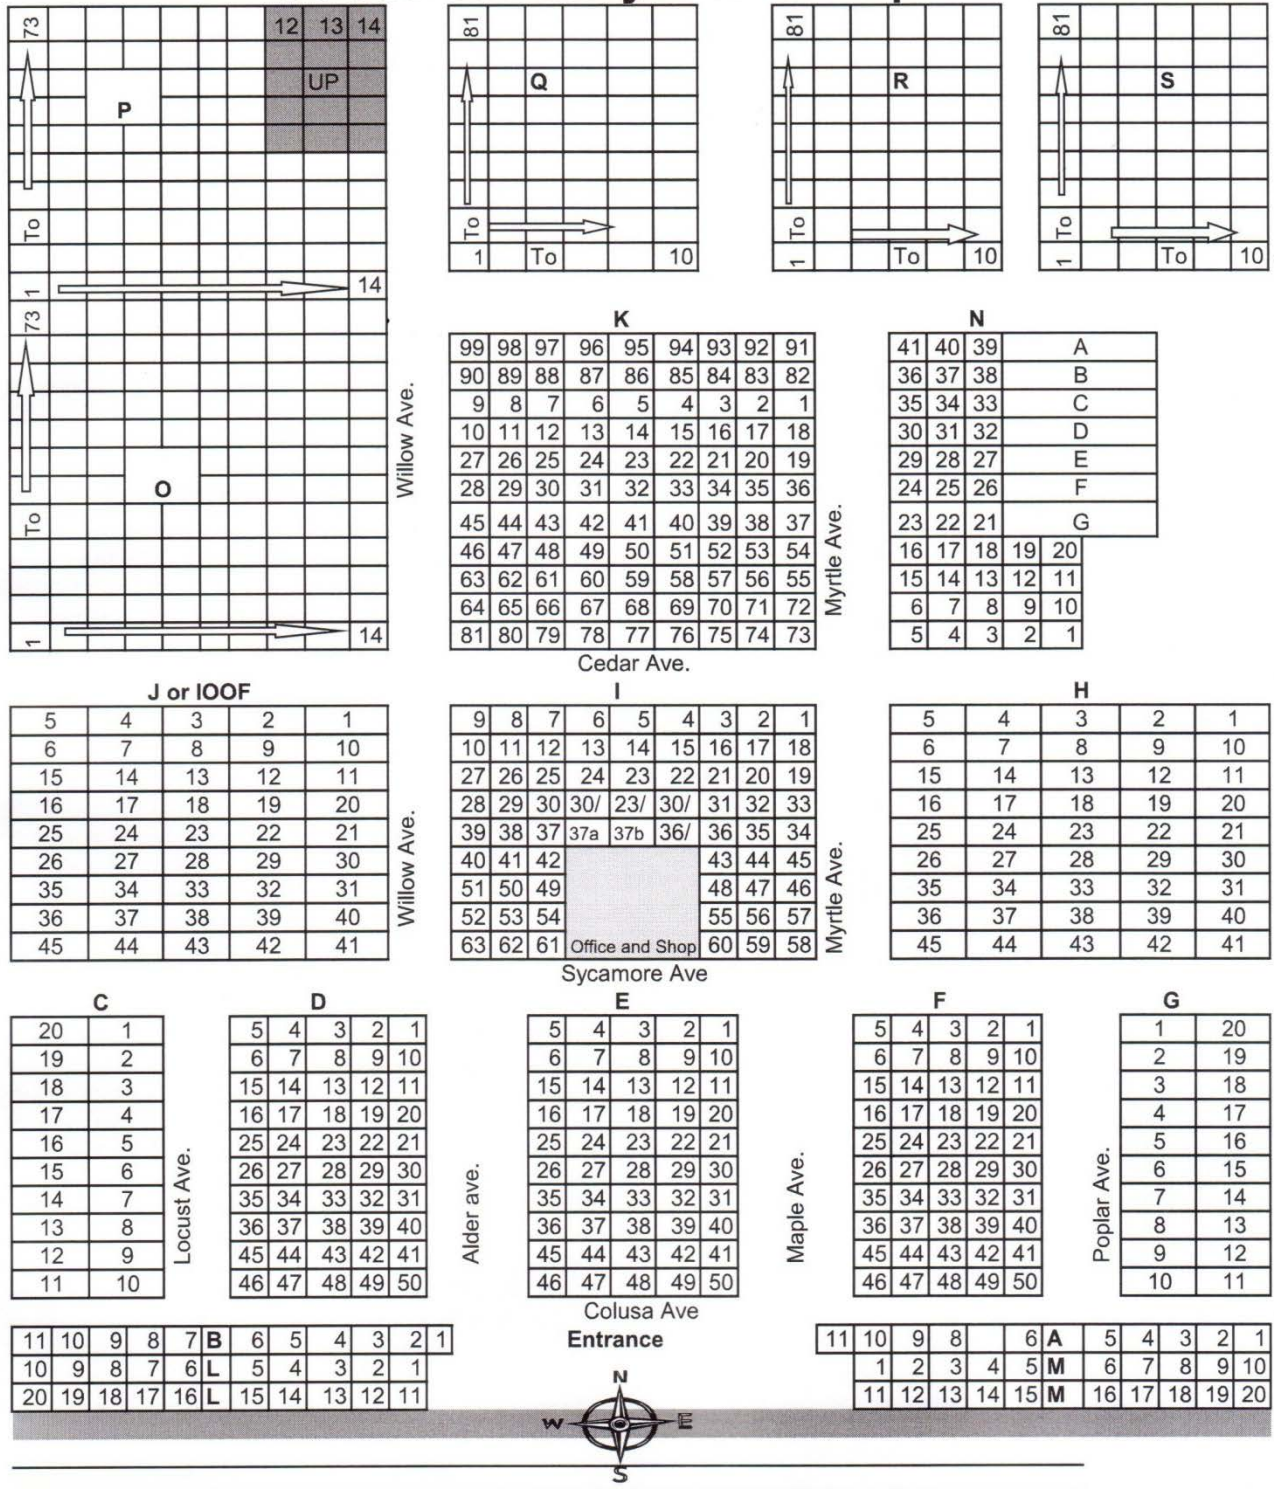 73 12 13 14 81 81 81
UP Q R S
P
To To To To
1 To 10 1 To 10 1 To 10
1 14
73
K N
99 98 97 96 95 94 93 92 91 41 40 39 A
90 89 88 87 86 85 84 83 82 36 37 38 B
9 8 7 6 5 4 3 2 1 35 34 33 C
10 11 12 13 14 15 16 17 18 30 31 32 D
27 26 25 24 23 22 21 20 19 29 28 27 E
28 29 30 31 32 33 34 35 36 24 25 26 F
O
Willow Ave.
To 45 44 43 42 41 40 39 38 37 23 22 21 G
46 47 48 49 50 51 52 53 54 16 17 18 19 20
63 62 61 60 59 58 57 56 55 15 14 13 12 11
Myrtle Ave.
64 65 66 67 68 69 70 71 72 6 7 8 9 10
1 14 81 80 79 78 77 76 75 74 73 5 4 3 2 1
Cedar Ave.
J or IOOF I H
5 4 3 2 1 9 8 7 6 5 4 3 2 1 5 4 3 2 1
6 7 8 9 10 10 11 12 13 14 15 16 17 18 6 7 8 9 10
15 14 13 12 11 27 26 25 24 23 22 21 20 19 15 14 13 12 11
16 17 18 19 20 28 29 30 30/ 23/ 30/ 31 32 33 16 17 18 19 20
25 24 23 22 21 39 38 37 37a 37b 36/ 36 35 34 25 24 23 22 21
26 27 28 29 30 40 41 42 43 44 45 26 27 28 29 30
Willow Ave.
Myrtle Ave.
35 34 33 32 31 51 50 49 48 47 46 35 34 33 32 31
36 37 38 39 40 52 53 54 55 56 57 36 37 38 39 40
45 44 43 42 41 63 62 61 Office and Shop 60 59 58 45 44 43 42 41
Sycamore Ave
C D E F G
20 1 5 4 3 2 1 5 4 3 2 1 5 4 3 2 1 1 20
19 2 6 7 8 9 10 6 7 8 9 10 6 7 8 9 10 2 19
18 3 15 14 13 12 11 15 14 13 12 11 15 14 13 12 11 3 18
17 4 16 17 18 19 20 16 17 18 19 20 16 17 18 19 20 4 17
16 5 25 24 23 22 21 25 24 23 22 21 25 24 23 22 21 5 16
15 6 26 27 28 29 30 26 27 28 29 30 26 27 28 29 30 6 15
14 7 35 34 33 32 31 35 34 33 32 31 35 34 33 32 31 7 14
Locust Ave.
Alder ave.
Maple Ave.
Poplar Ave.
13 8 36 37 38 39 40 36 37 38 39 40 36 37 38 39 40 8 13
12 9 45 44 43 42 41 45 44 43 42 41 45 44 43 42 41 9 12
11 10 46 47 48 49 50 46 47 48 49 50 46 47 48 49 50 10 11
Colusa Ave
11 10 9 8 7 B 6 5 4 3 2 1 Entrance 11 10 9 8 6 A 5 4 3 2 1
10 9 8 7 6 L 5 4 3 2 1 1 2 3 4 5 M 6 7 8 9 10
20 19 18 17 16 L 15 14 13 12 11 11 12 13 14 15 M 16 17 18 19 20
N
W E
S